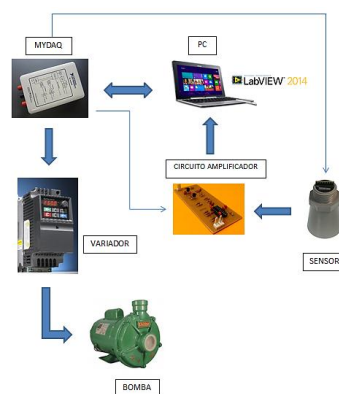 MYDAQ
PC
LabVIEW 2014
CIRCUITO AMPLIFICADOR
VARIADOR
SENSOR
BOMBA